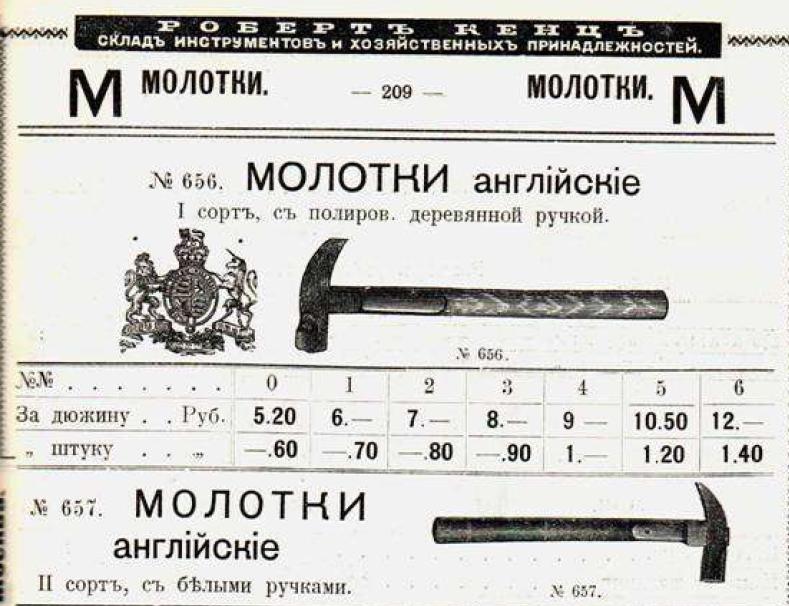 РОБЕРТЪ КЕНЦЪ
СКЛАДЪ ИНСТРУМЕНТОВЪ И ХОЗЯЙСТВЕННЫХЪ ПРИНАДЛЕЖНОСТЕЙ.
М МОЛОТКИ. — 209 — МОЛОТКИ. М
№ 656. МОЛОТКИ англійскіе
I сортъ, съ полиров. деревянной ручкой.
№ 656.
№№ . . . . . . . 0 1 2 3 4 5 6
За дюжину . . Руб. 5.20 6.— 7.— 8.— 9 — 10.50 12.—
„ штуку . . „ —.60 —.70 —.80 —.90 1.— 1.20 1.40
№ 657. МОЛОТКИ
англійскіе
II сортъ, съ бѣлыми ручками.
№ 657.